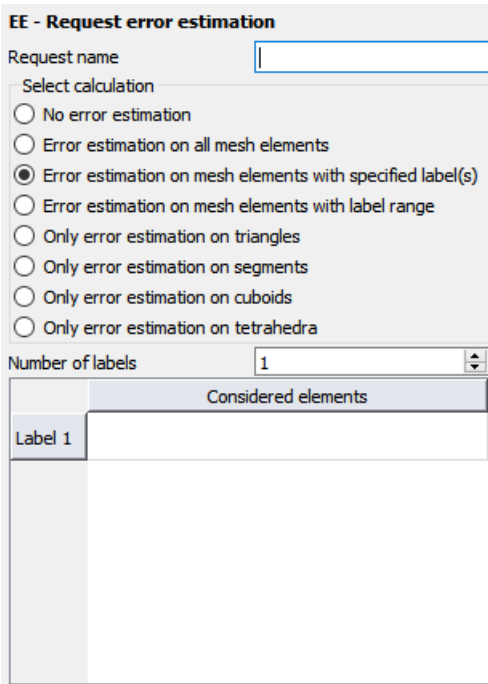 EE - Request error estimation
Request name
Select calculation
No error estimation
Error estimation on all mesh elements
Error estimation on mesh elements with specified label(s)
Error estimation on mesh elements with label range
Only error estimation on triangles
Only error estimation on segments
Only error estimation on cuboids
Only error estimation on tetrahedra
Number of labels 1
Considered elements
Label 1